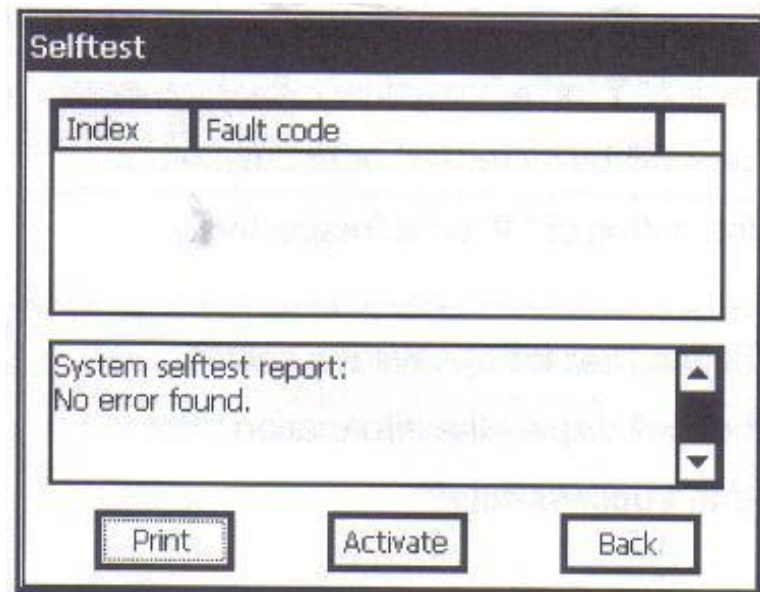 Selftest
Index Fault code
System selftest report:
No error found.
Print Activate Back